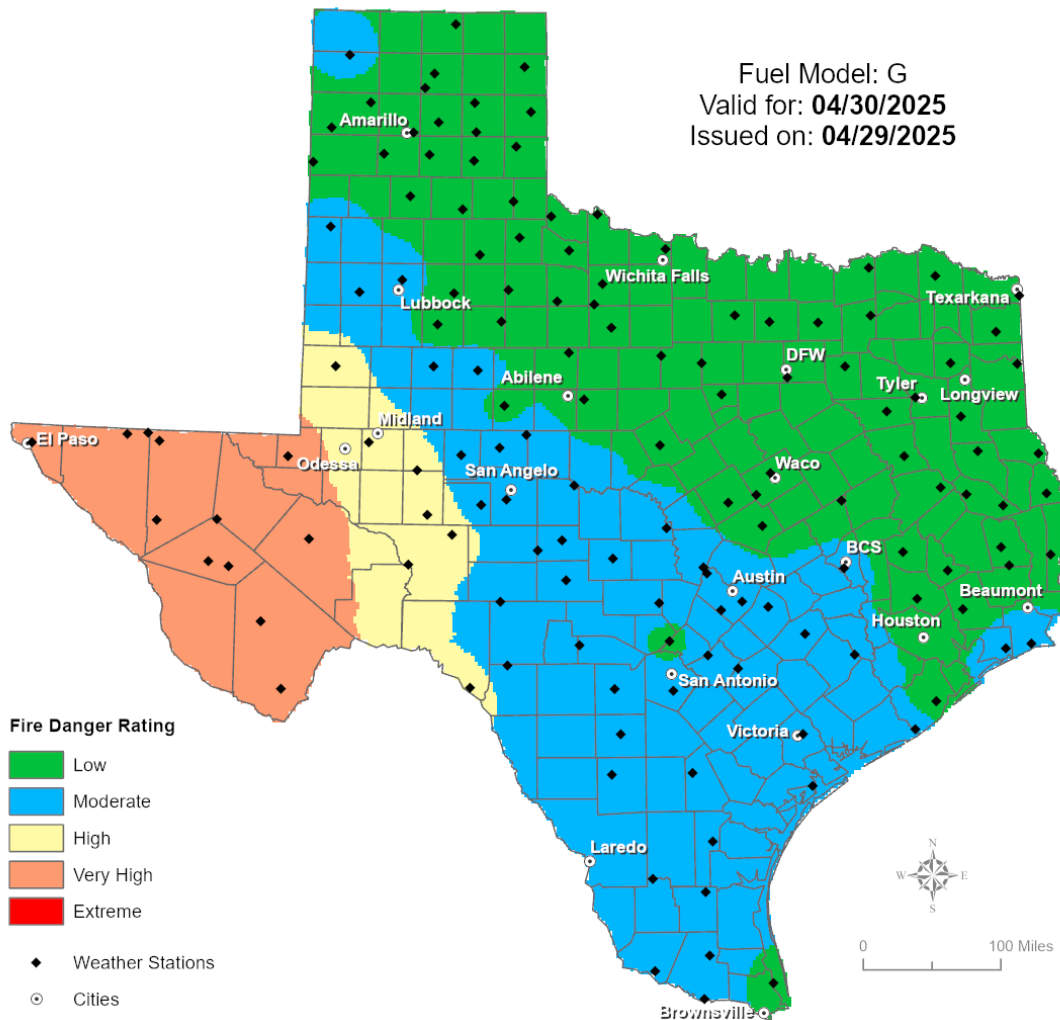 Fuel Model: G
Valid for: 04/30/2025
Issued on: 04/29/2025
Amarillo
Wichita Falls
Lubbock
Texarkana
DFW
Abilene
Tyler
Longview
Midland
El Paso
Odessa
San Angelo
Waco
BCS
Austin
Beaumont
Houston
San Antonio
Victoria
Laredo
Brownsville
Fire Danger Rating
Low
Moderate
High
Very High
Extreme
Weather Stations
Cities
N
W E
S
0 100 Miles